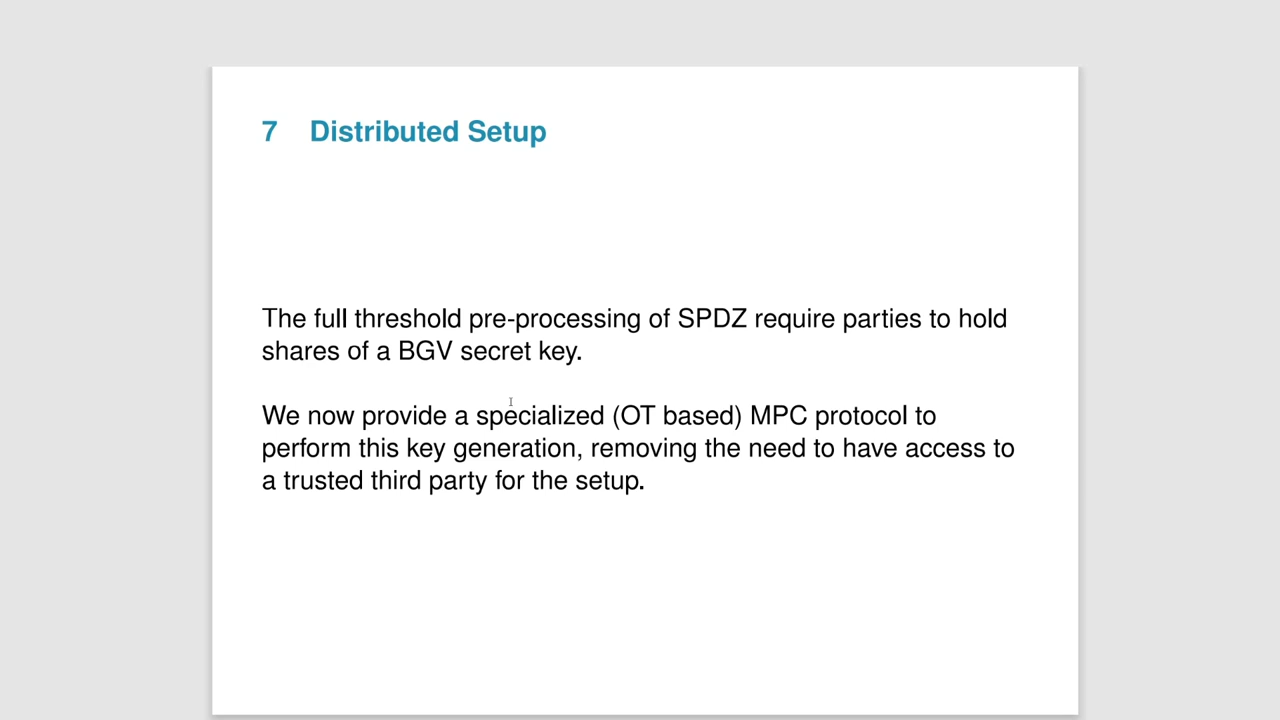 7 Distributed Setup
The full threshold pre-processing of SPDZ require parties to hold
shares of a BGV secret key.
We now provide a specialized (OT based) MPC protocol to
perform this key generation, removing the need to have access to
a trusted third party for the setup.